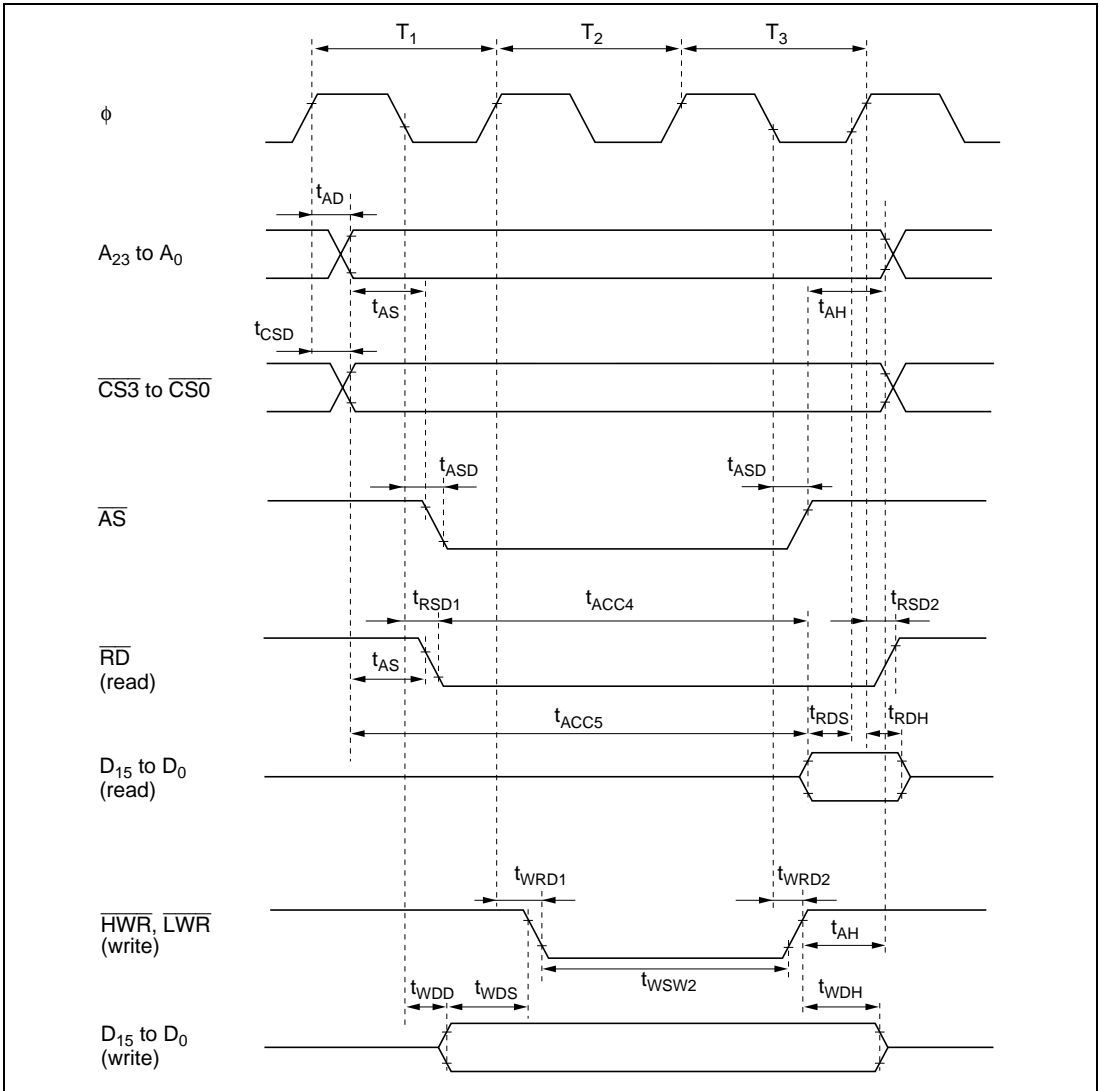 T1 T2 T3
ϕ
tAD
A23 to A0
tAS tAH
tCSD
CS3 to CS0
tASD tASD
AS
tRSD1 tACC4 tRSD2
RD
(read)
tAS
tACC5 tRDS tRDH
D15 to D0
(read)
tWRD1 tWRD2
HWR, LWR
(write)
tAH
tWSW2
tWDD tWDS tWDH
D15 to D0
(write)